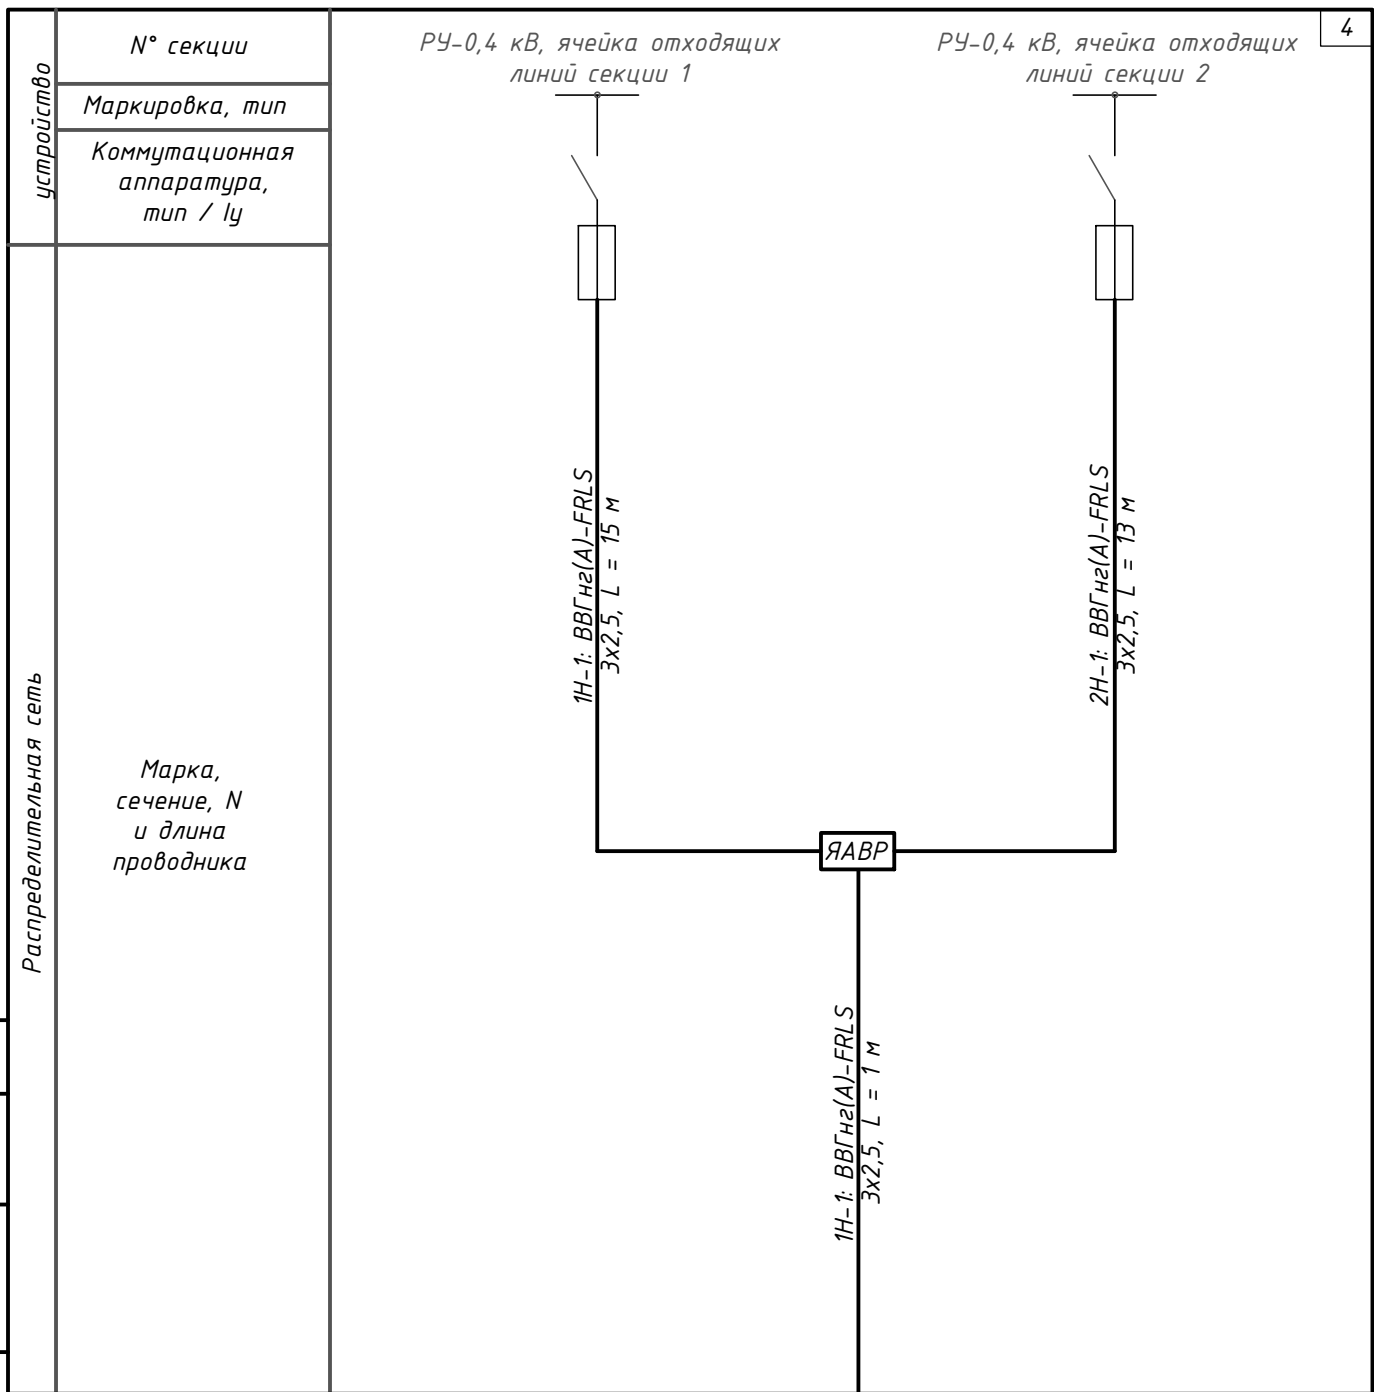 4
устройство
N° секции
Маркировка, тип
Коммутационная
аппаратура,
тип / Iу
РУ-0,4 кВ, ячейка отходящих
линий секции 1
РУ-0,4 кВ, ячейка отходящих
линий секции 2
Распределительная сеть
Марка,
сечение, N
и длина
проводника
1Н-1: ВВГнг(А)-FRLS
3х2,5, L = 15 м
2Н-1: ВВГнг(А)-FRLS
3х2,5, L = 13 м
ЯАВР
1Н-1: ВВГнг(А)-FRLS
3х2,5, L = 1 м